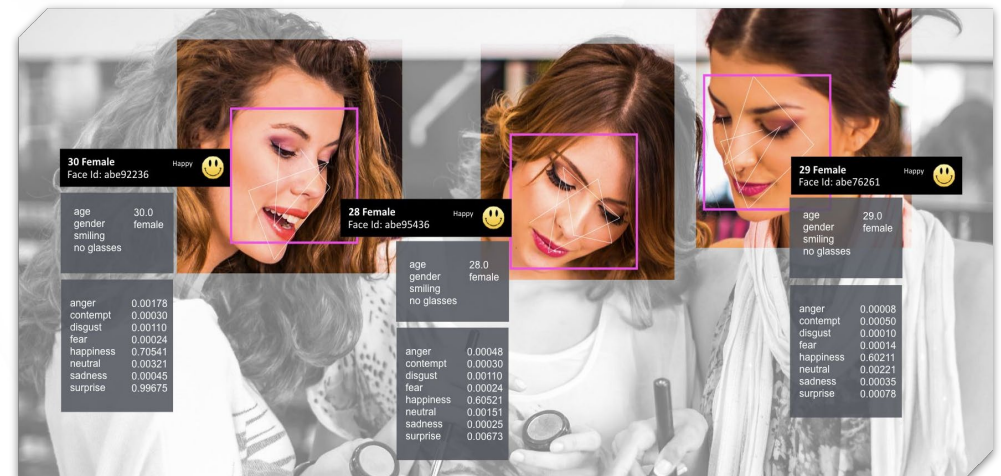 30 Female Happy
Face Id: abe92236
age 30.0
gender female
smiling
no glasses
anger 0.00178
contempt 0.00030
disgust 0.00110
fear 0.00024
happiness 0.70541
neutral 0.00321
sadness 0.00045
surprise 0.99675
28 Female Happy
Face Id: abe95436
age 28.0
gender female
smiling
no glasses
anger 0.00048
contempt 0.00030
disgust 0.00110
fear 0.00024
happiness 0.60521
neutral 0.00151
sadness 0.00025
surprise 0.00673
29 Female Happy
Face Id: abe76261
age 29.0
gender female
smiling
no glasses
anger 0.00008
contempt 0.00050
disgust 0.00010
fear 0.00014
happiness 0.60211
neutral 0.00221
sadness 0.00035
surprise 0.00078